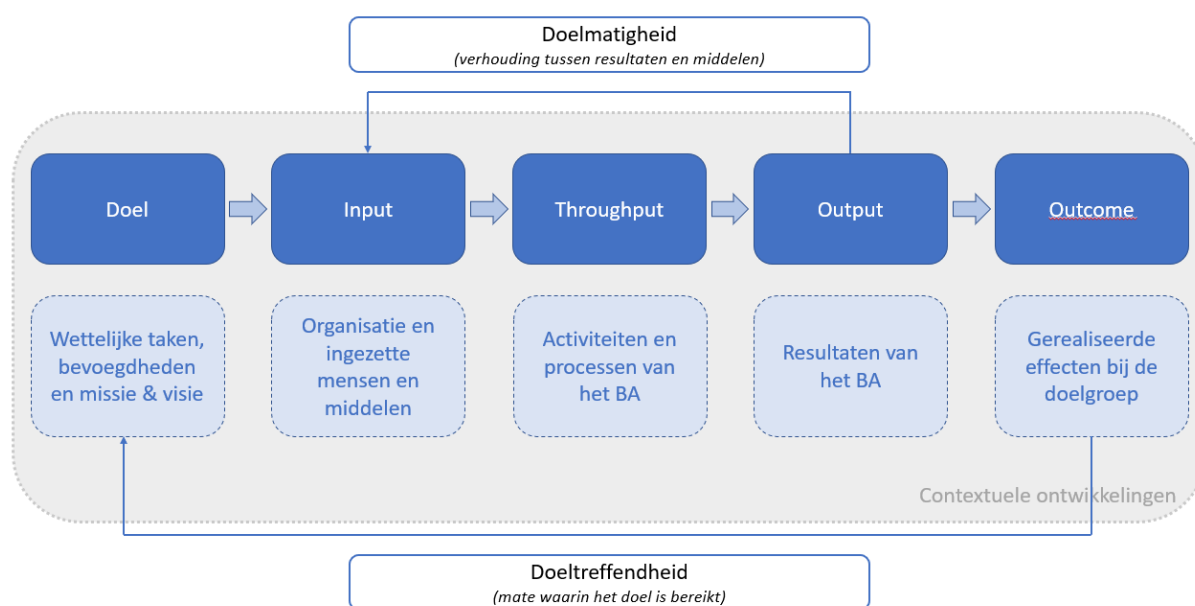 Doelmatigheid
(verhouding tussen resultaten en middelen)
Doel
Input
Throughput
Output
Outcome
Wettelijke taken,
bevoegdheden
en missie & visie
Organisatie en
ingezette
mensen en
middelen
Activiteiten en
processen van
het BA
Resultaten van
het BA
Gerealiseerde
effecten bij de
doelgroep
Contextuele ontwikkelingen
Doeltreffendheid
(mate waarin het doel is bereikt)